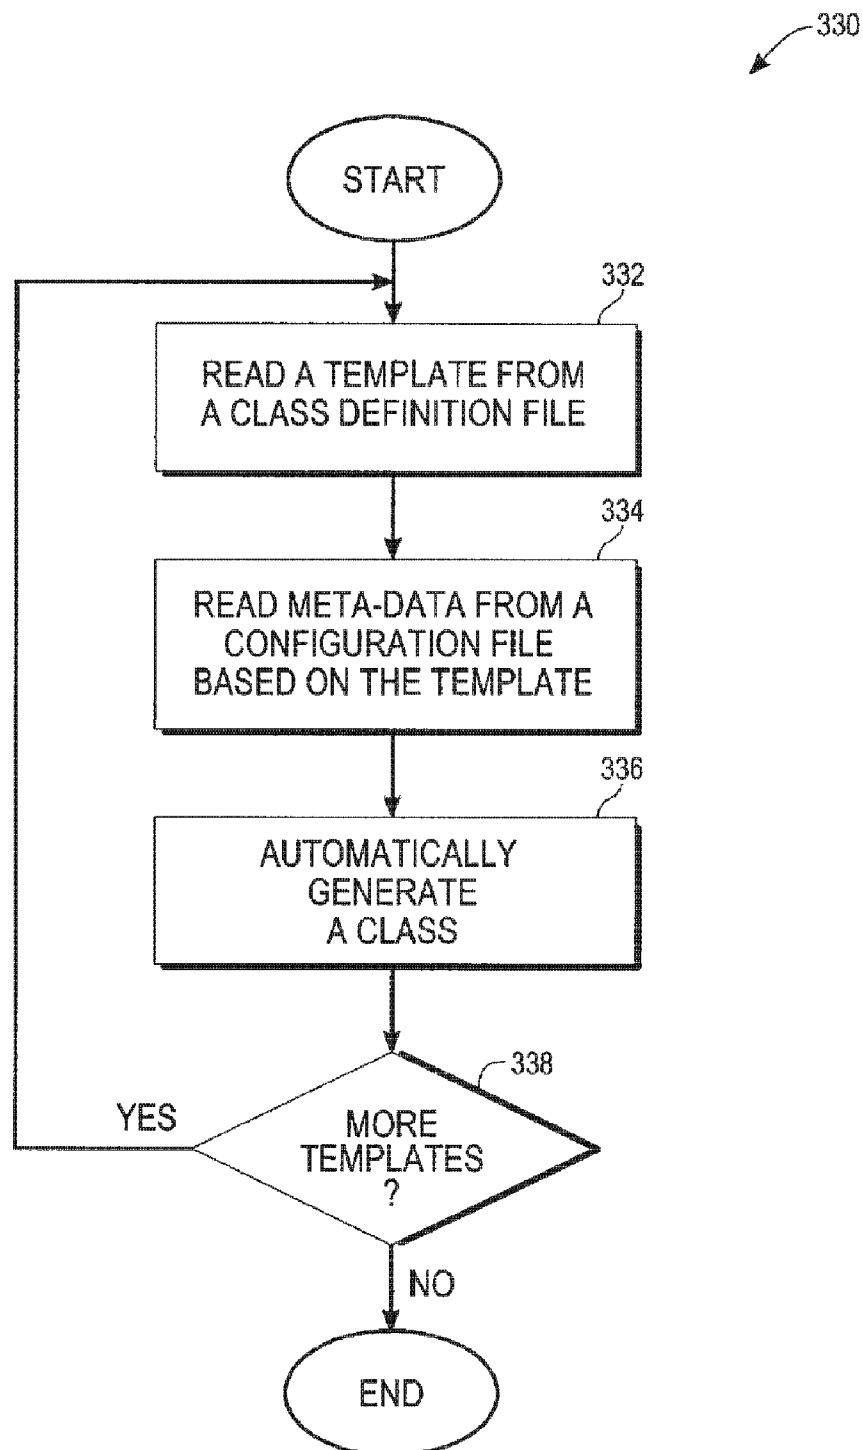 330
START
332
READ A TEMPLATE FROM
A CLASS DEFINITION FILE
334
READ META-DATA FROM A
CONFIGURATION FILE
BASED ON THE TEMPLATE
336
AUTOMATICALLY
GENERATE
A CLASS
338
YES
MORE
TEMPLATES
?
NO
END